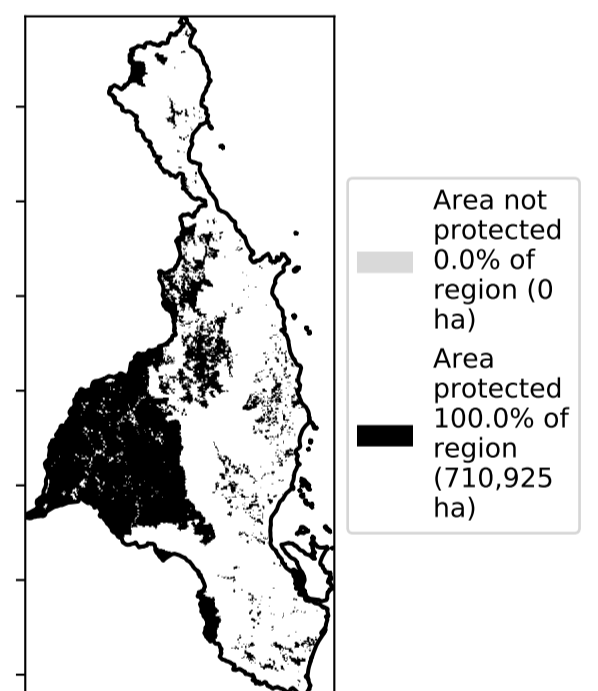 Area not
protected
0.0% of
region (0
ha)
Area
protected
100.0% of
region
(710,925
ha)